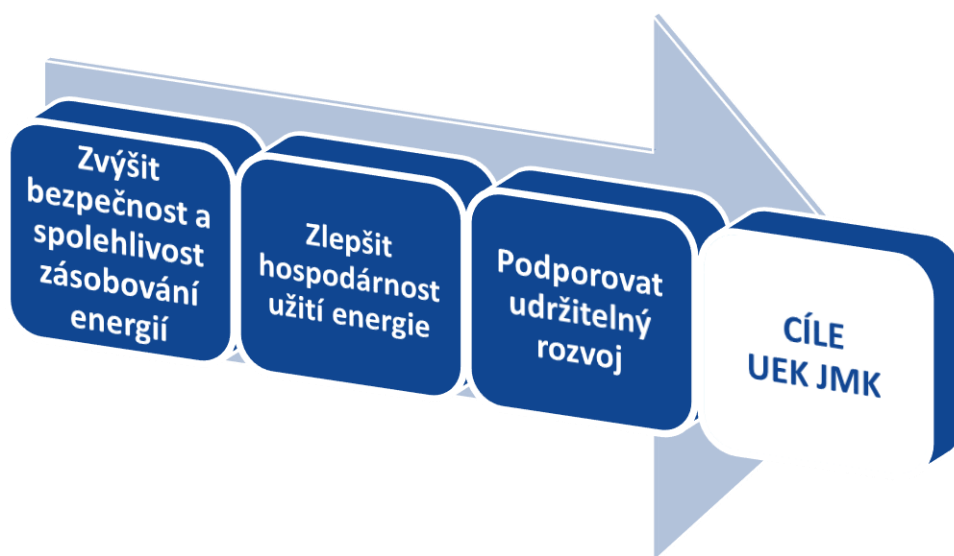 Zvýšit
bezpečnost a
spolehlivost
zásobování
energií
Zlepšit
hospodárnost
užití energie
Podporovat
udržitelný
rozvoj
CÍLE
UEK JMK